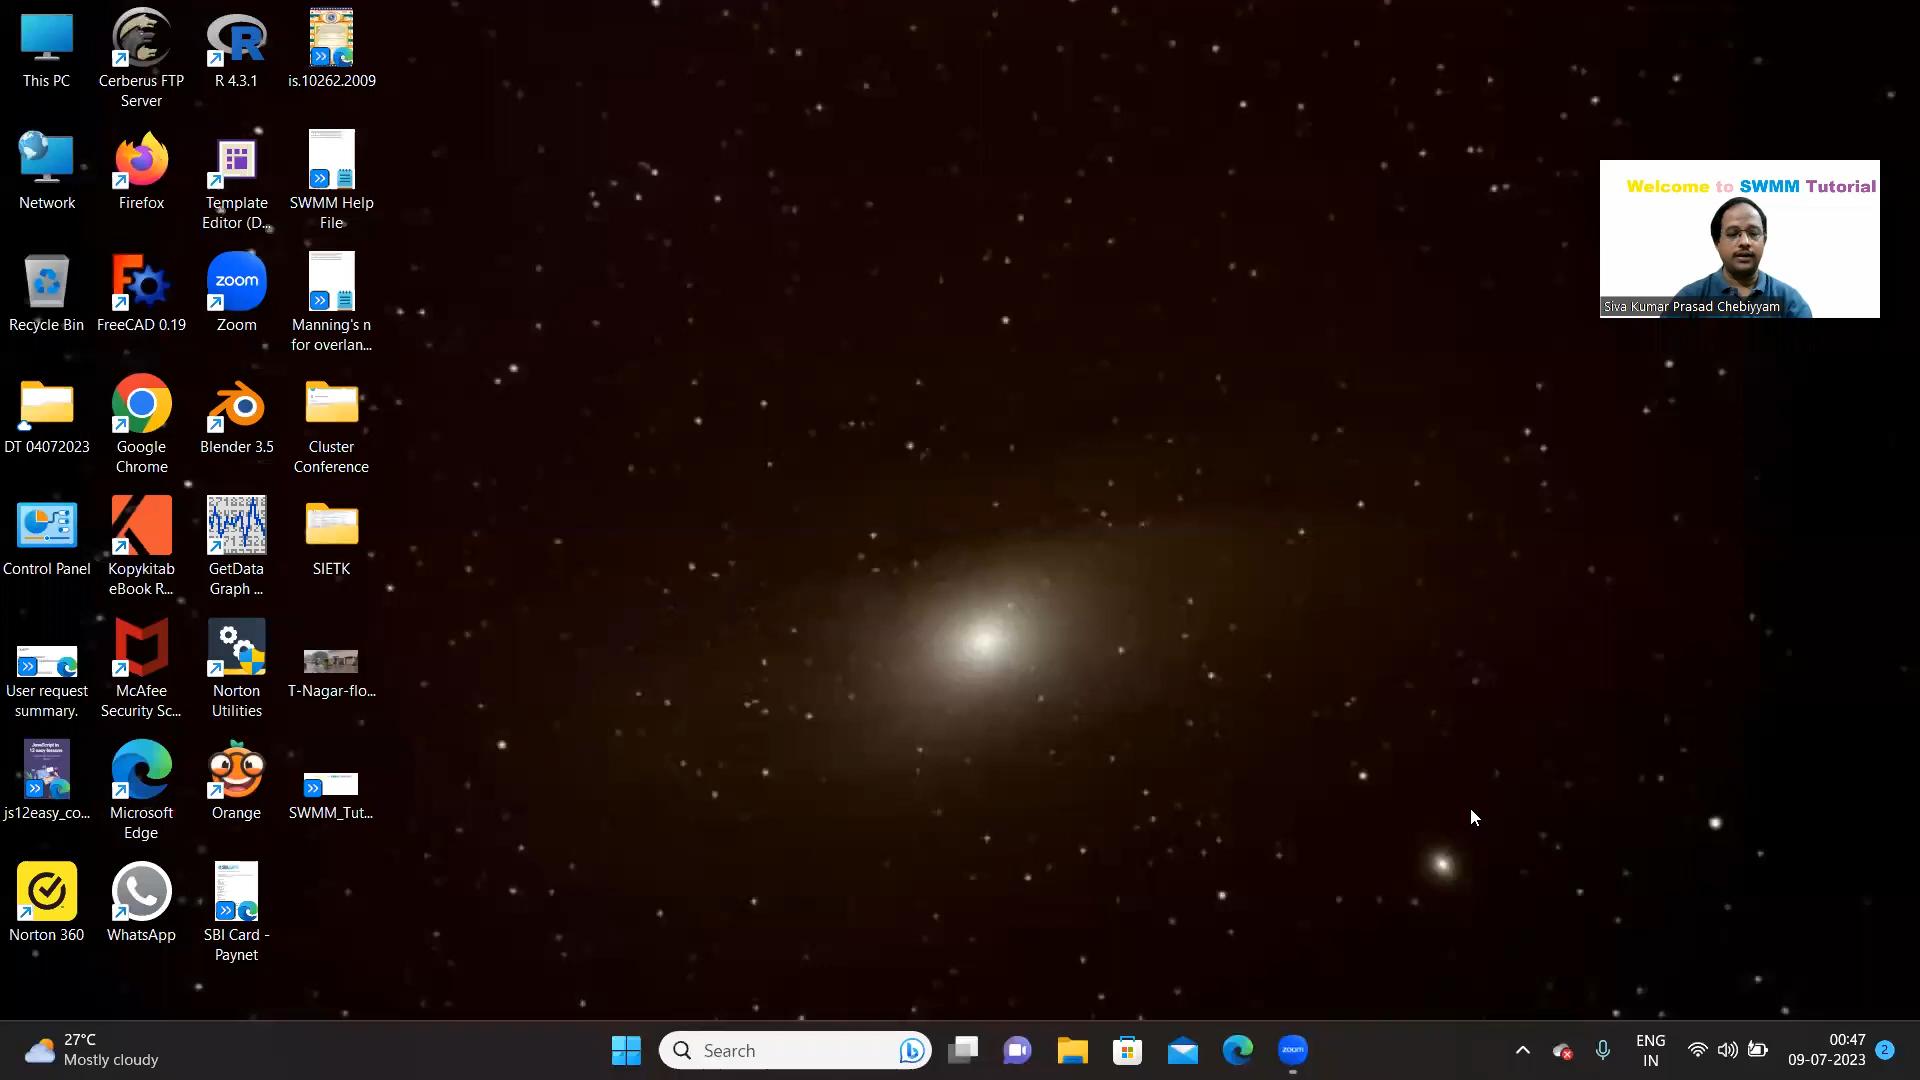 This PC
Cerberus FTP
Server
R 4.3.1
is.10262.2009
Network
Firefox
Template
Editor (D...
SWMM Help
File
Recycle Bin
FreeCAD 0.19
zoom
Zoom
Manning's n
for overlan...
DT 04072023
Google
Chrome
Blender 3.5
Cluster
Conference
Control Panel
Kopykitab
eBook R...
GetData
Graph ...
SIETK
User request
summary.
McAfee
Security Sc...
Norton
Utilities
T-Nagar-flo...
js12easy_co...
Microsoft
Edge
Orange
SWMM_Tut...
Norton 360
WhatsApp
SBI Card -
Paynet
Welcome to SWMM Tutorial
Siva Kumar Prasad Chebiyyam
27°C
Mostly cloudy
Search
zoom
ENG
IN
00:47
09-07-2023
2